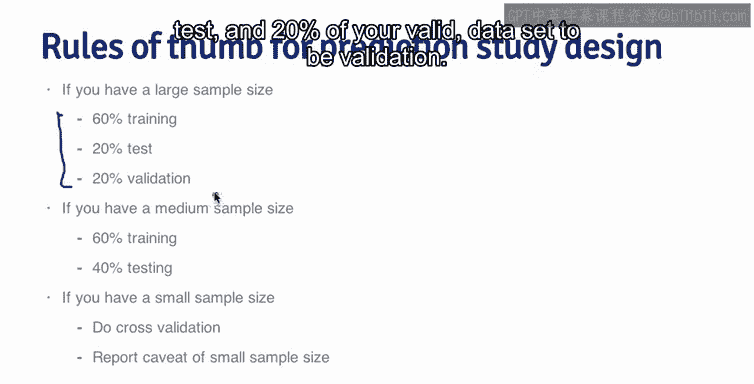 test, and 20% of your valid, data set to
be validation.
Rules of thumb for prediction study design
· If you have a large sample size
- 60% training
- 20% test
- 20% validation
· If you have a medium sample size
- 60% training
- 40% testing
· If you have a small sample size
- Do cross validation
- Report caveat of small sample size